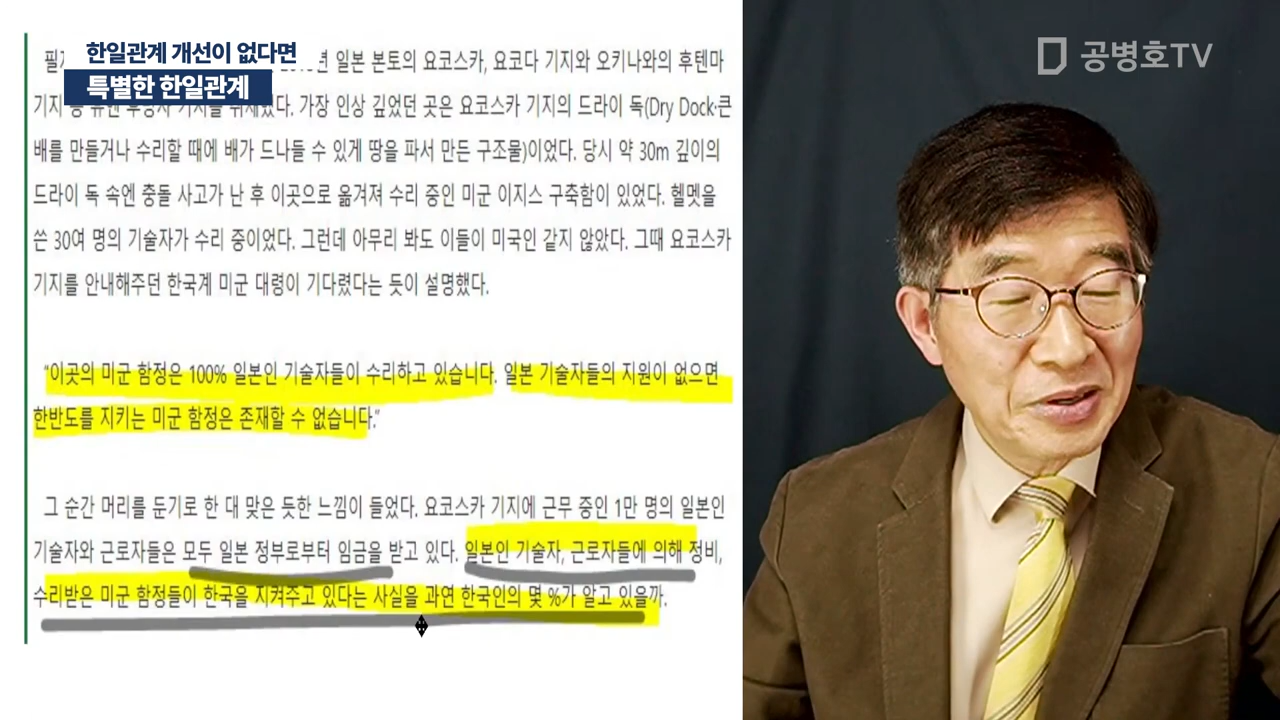 한일관계 개선이 없다면
특별한 한일관계
공병호TV
년 일본 본토의 요코스카, 요코다 기지와 오키나와의 후텐마
기지 등 유엔 후방사 기지를 취재했다. 가장 인상 깊었던 곳은 요코스카 기지의 드라이 독(Dry Dock·큰
배를 만들거나 수리할 때에 배가 드나들 수 있게 땅을 파서 만든 구조물)이었다. 당시 약 30m 깊이의
드라이 독 속엔 충돌 사고가 난 후 이곳으로 옮겨져 수리 중인 미군 이지스 구축함이 있었다. 헬멧을
쓴 30여 명의 기술자가 수리 중이었다. 그런데 아무리 봐도 이들이 미국인 같지 않았다. 그때 요코스카
기지를 안내해주던 한국계 미군 대령이 기다렸다는 듯이 설명했다.
“이곳의 미군 함정은 100% 일본인 기술자들이 수리하고 있습니다. 일본 기술자들의 지원이 없으면
한반도를 지키는 미군 함정은 존재할 수 없습니다.”
그 순간 머리를 둔기로 한 대 맞은 듯한 느낌이 들었다. 요코스카 기지에 근무 중인 1만 명의 일본인
기술자와 근로자들은 모두 일본 정부로부터 임금을 받고 있다. 일본인 기술자, 근로자들에 의해 정비,
수리받은 미군 함정들이 한국을 지켜주고 있다는 사실을 과연 한국인의 몇 %가 알고 있을까.